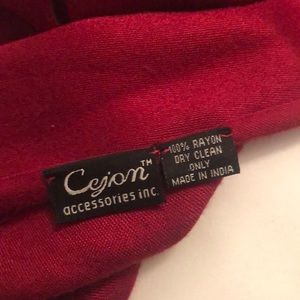 Cejon™
accessories inc.
100% RAYON
DRY CLEAN
ONLY
MADE IN INDIA